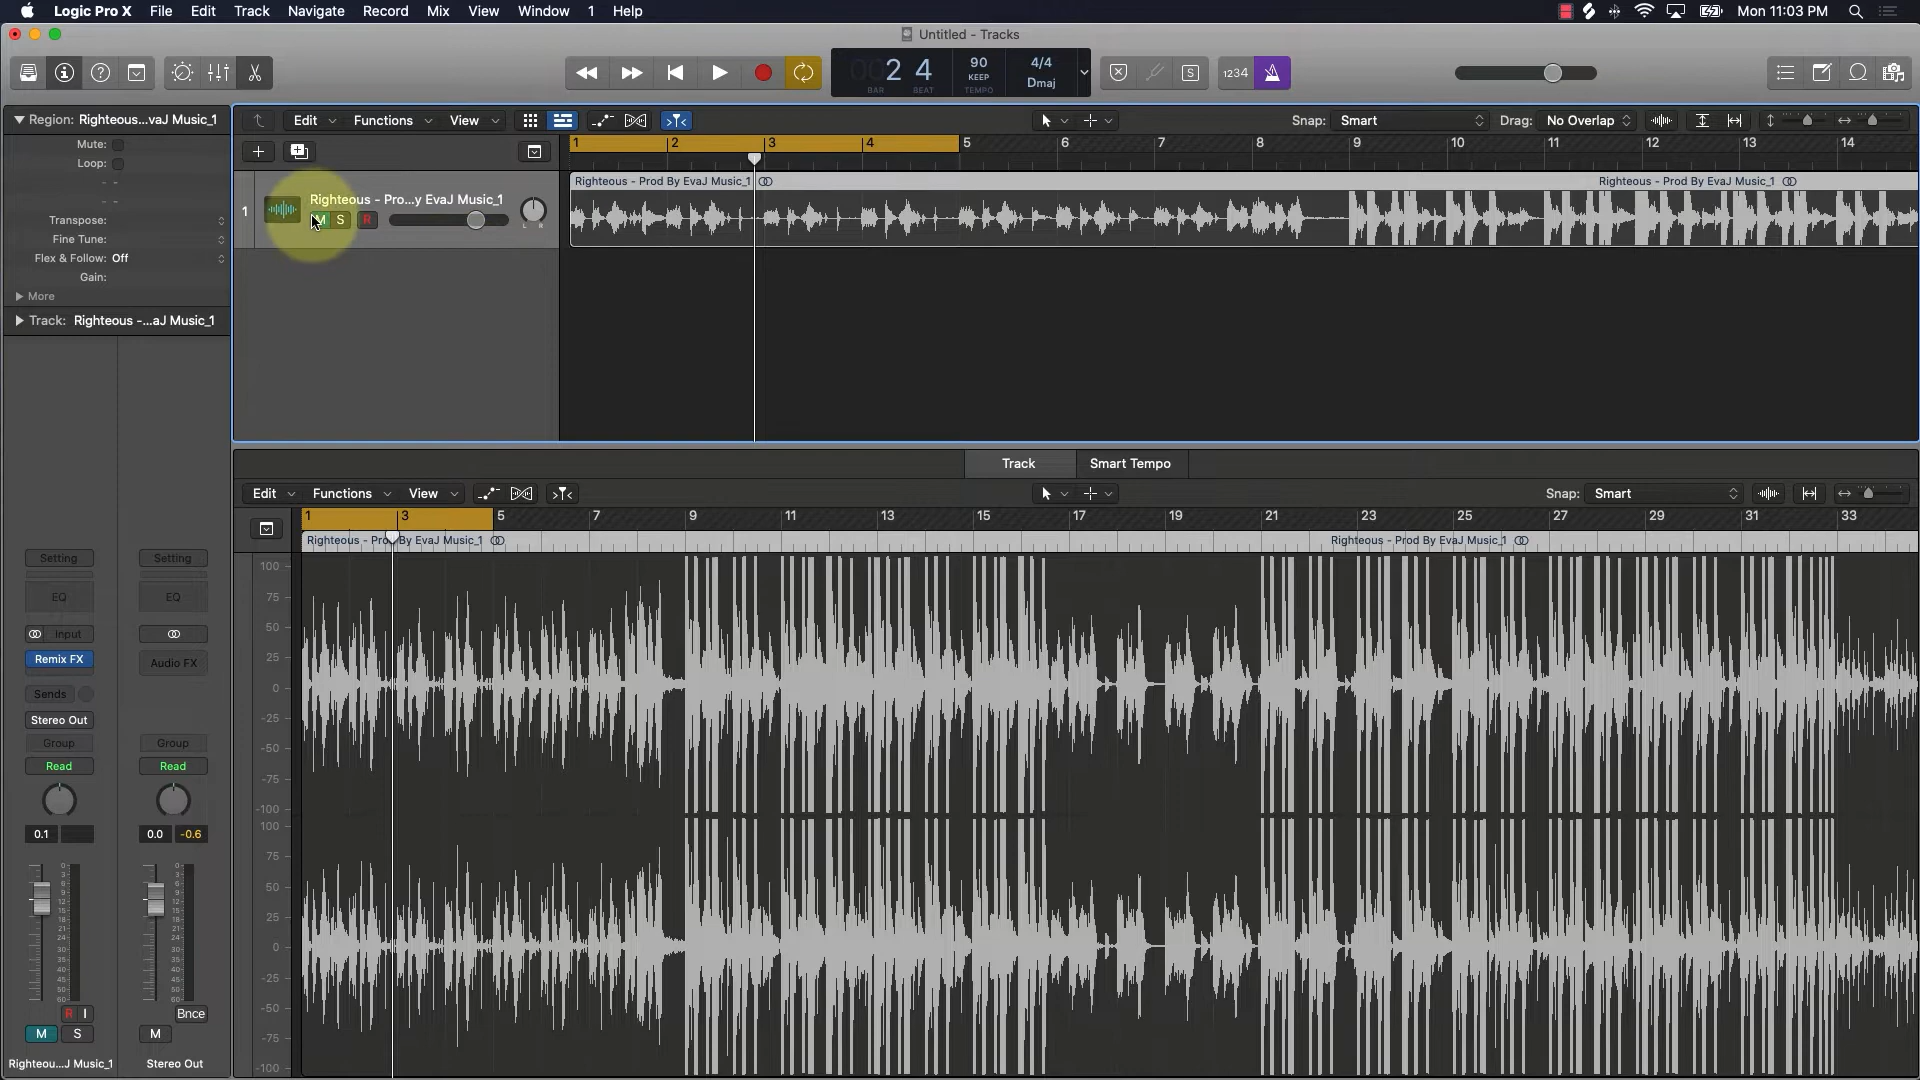 Logic Pro X File Edit Track Navigate Record Mix View Window 1 Help Mon 11:03 PM
Untitled - Tracks
2 4 90 KEEP 4/4 Dmaj
BAR BEAT TEMPO
S 1234
Region: Righteous...vaJ Music_1
Edit Functions View Snap: Smart Drag: No Overlap
Mute:
Loop:
Transpose:
Fine Tune:
Flex & Follow: Off
Gain:
More
Track: Righteous -...aJ Music_1
1 2 3 4 5 6 7 8 9 10 11 12 13 14
Righteous - Prod By EvaJ Music_1 Righteous - Prod By EvaJ Music_1
1 Righteous - Pro...y EvaJ Music_1
M S R L R
Track Smart Tempo
Edit Functions View Snap: Smart
1 3 5 7 9 11 13 15 17 19 21 23 25 27 29 31 33
Righteous - Prod By EvaJ Music_1 Righteous - Prod By EvaJ Music_1
100
75
50
25
0
-25
-50
-75
-100
100
75
50
25
0
-25
-50
-75
-100
Setting Setting
EQ EQ
Input
Remix FX Audio FX
Sends
Stereo Out
Group Group
Read Read
0.1 0.0 -0.6
R I Bnce
M S M
Righteou...J Music_1 Stereo Out